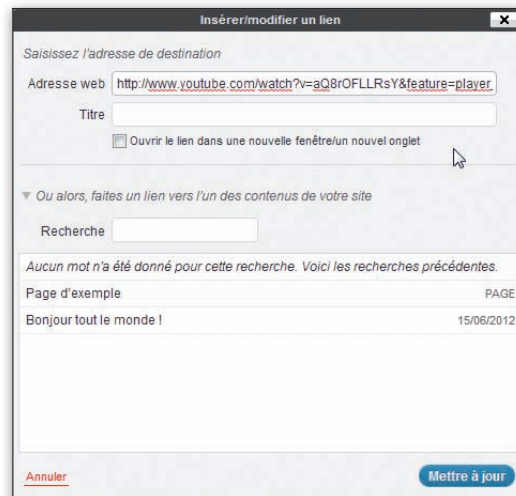 Insérer/modifier un lien
Saisissez l'adresse de destination
Adresse web http://www.youtube.com/watch?v=aQ8rOFLLRsY&feature=player_
Titre
Ouvrir le lien dans une nouvelle fenêtre/un nouvel onglet
Ou alors, faites un lien vers l'un des contenus de votre site
Recherche
Aucun mot n'a été donné pour cette recherche. Voici les recherches précédentes.
Page d'exemple PAGE
Bonjour tout le monde ! 15/06/2012
Annuler Mettre à jour